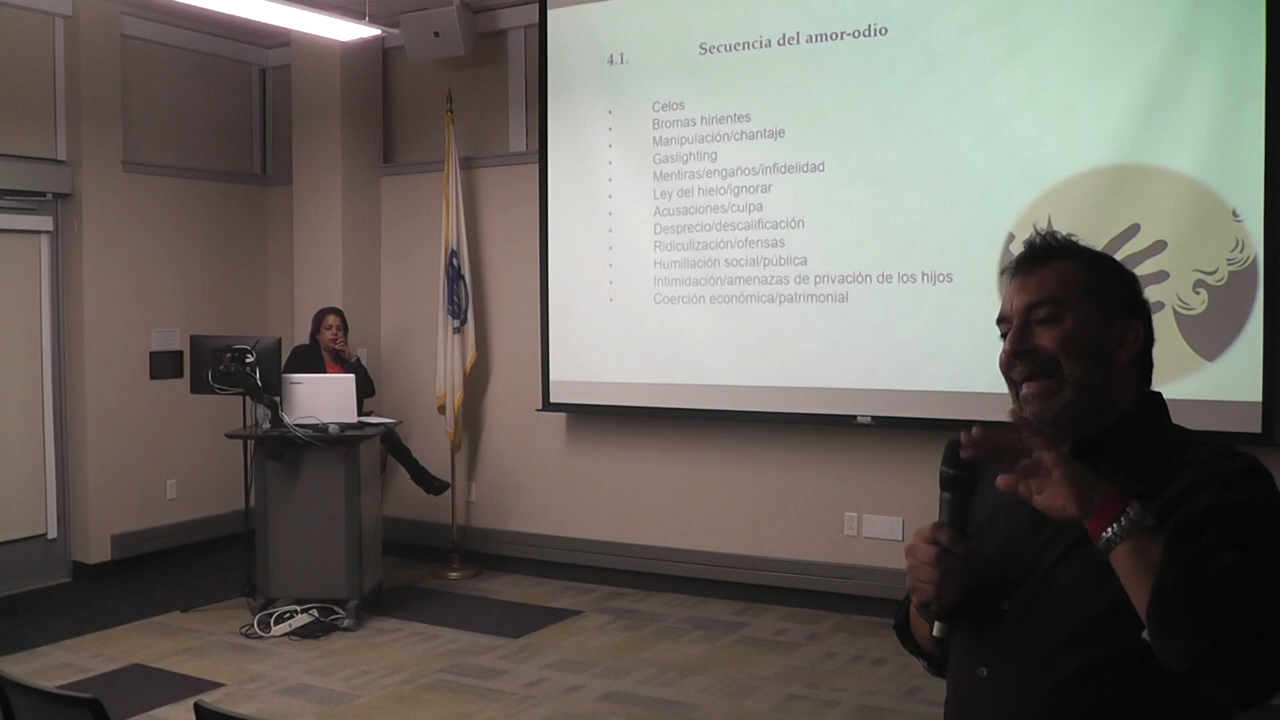 4.1. Secuencia del amor-odio
Celos
Bromas hirientes
Manipulación/chantaje
Gaslighting
Mentiras/engaños/infidelidad
Ley del hielo/ignorar
Acusaciones/culpa
Desprecio/descalificación
Ridiculización/ofensas
Humillación social/pública
Intimidación/amenazas de privación de los hijos
Coerción económica/patrimonial